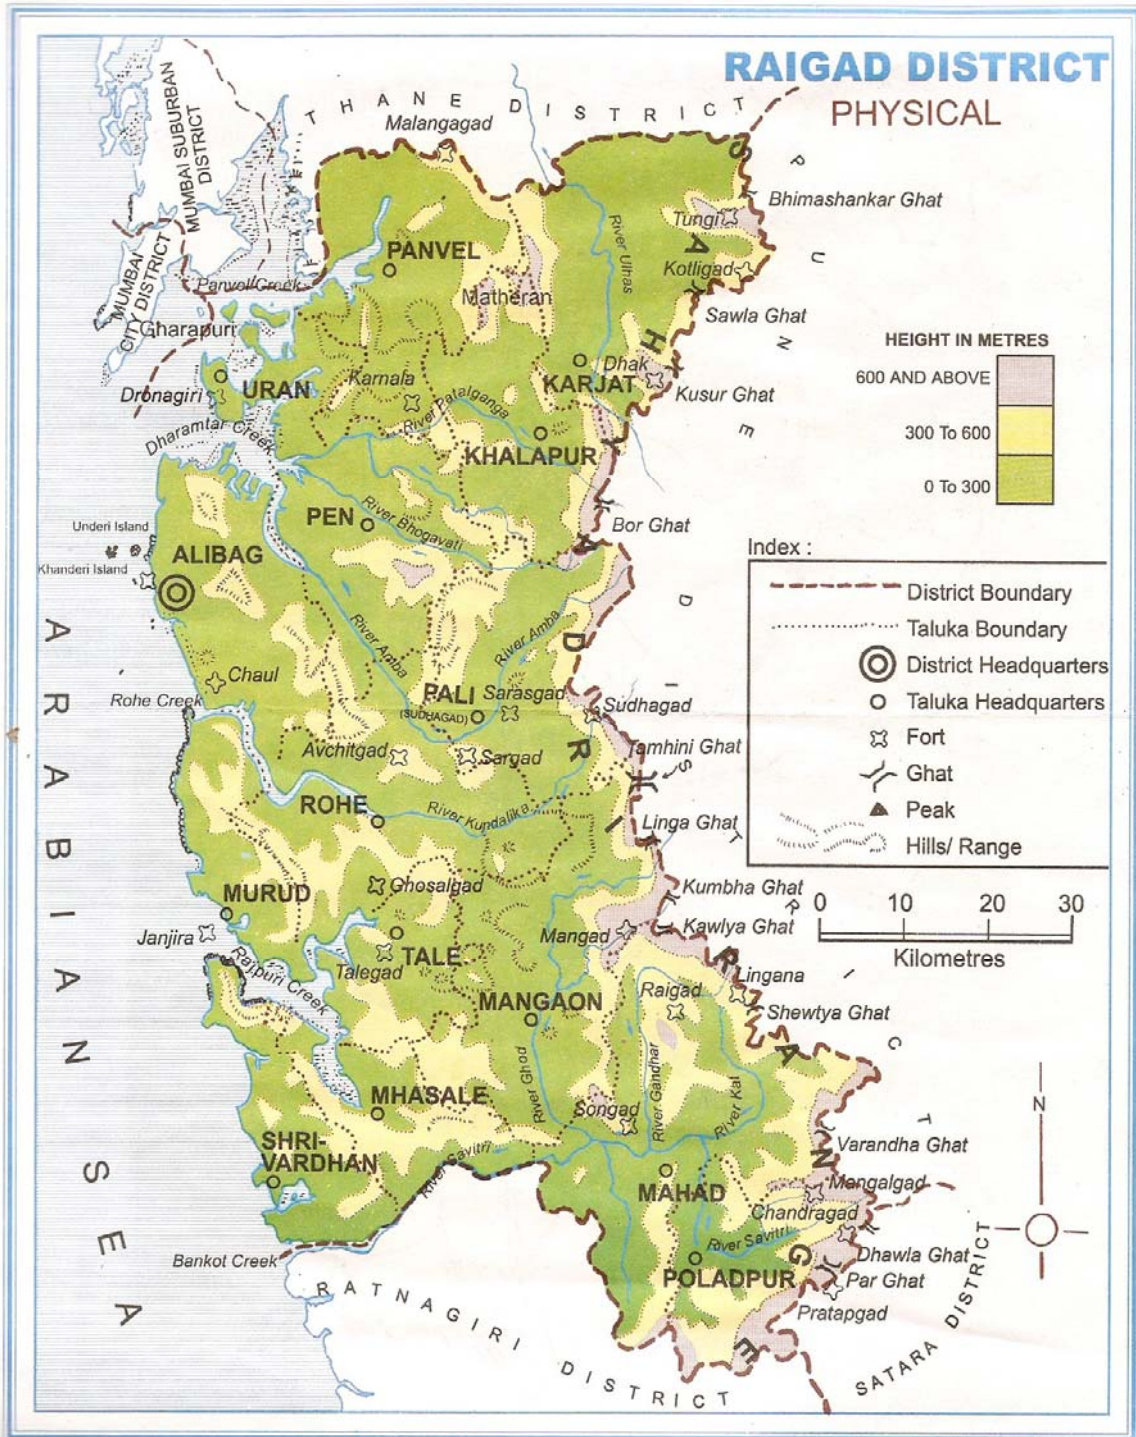 RAIGAD DISTRICT
PHYSICAL
THANE DISTRICT
MUMBAI SUBURBAN
DISTRICT
MUMBAI
CITY DISTRICT
PUNE DISTRICT
SATARA DISTRICT
RATNAGIRI DISTRICT
ARABIAN SEA
SAHYADRI RANGE
Malangagad
Bhimashankar Ghat
Tungi
PANVEL
River Ulhas
Kotligad
Panvel Creek
Matheran
Sawla Ghat
Gharapuri
HEIGHT IN METRES
600 AND ABOVE
300 To 600
0 To 300
Dhak
KARJAT
Kusur Ghat
URAN
Karnala
Dronagiri
River Patalganga
Dharamtar Creek
KHALAPUR
PEN
River Bhogavati
Bor Ghat
Underi Island
ALIBAG
Khanderi Island
Index :
District Boundary
Taluka Boundary
District Headquarters
Taluka Headquarters
Fort
Ghat
Peak
Hills/ Range
River Amba
River Amba
Chaul
PALI
(SUDHAGAD)
Sarasgad
Rohe Creek
Sudhagad
Avchitgad
Sargad
Tamhini Ghat
ROHE
River Kundalika
Linga Ghat
MURUD
Ghosalgad
Kumbha Ghat
0 10 20 30
Kilometres
Janjira
Mangad
Kawlya Ghat
TALE
Talegad
Rajpuri Creek
Lingana
Raigad
MANGAON
Shewtya Ghat
River Ghod
River Gandhar
River Kal
MHASALE
Songad
N
SHRI-
VARDHAN
River Savitri
Varandha Ghat
MAHAD
Mangalgad
Chandragad
River Savitri
Bankot Creek
Dhawla Ghat
POLADPUR
Par Ghat
Pratapgad